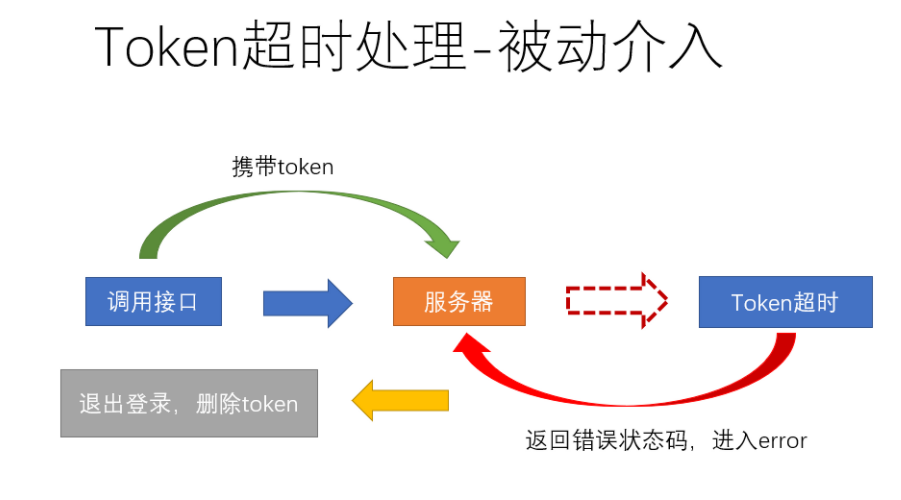 Token超时处理-被动介入
携带token
调用接口
服务器
Token超时
退出登录，删除token
返回错误状态码，进入error